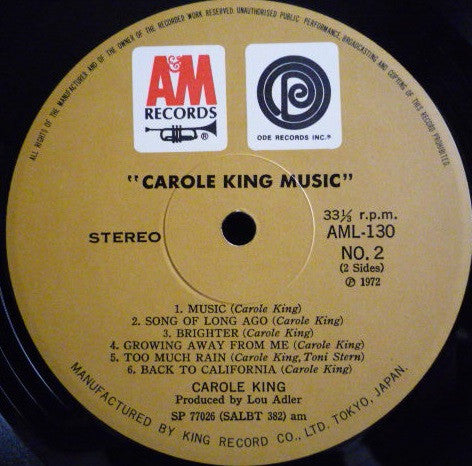 ALL RIGHTS OF THE MANUFACTURER AND OF THE OWNER OF THE RECORDED WORK RESERVED. UNAUTHORISED PUBLIC PERFORMANCE, BROADCASTING AND COPYING OF THIS RECORD PROHIBITED.
A&M
RECORDS
®
ODE RECORDS INC.®
"CAROLE KING MUSIC"
33⅓ r.p.m.
STEREO
AML-130
NO. 2
(2 Sides)
Ⓟ 1972
1. MUSIC (Carole King)
2. SONG OF LONG AGO (Carole King)
3. BRIGHTER (Carole King)
4. GROWING AWAY FROM ME (Carole King)
5. TOO MUCH RAIN (Carole King, Toni Stern)
6. BACK TO CALIFORNIA (Carole King)
CAROLE KING
Produced by Lou Adler
SP 77026 (SALBT 382) am
MANUFACTURED BY KING RECORD CO., LTD. TOKYO, JAPAN.